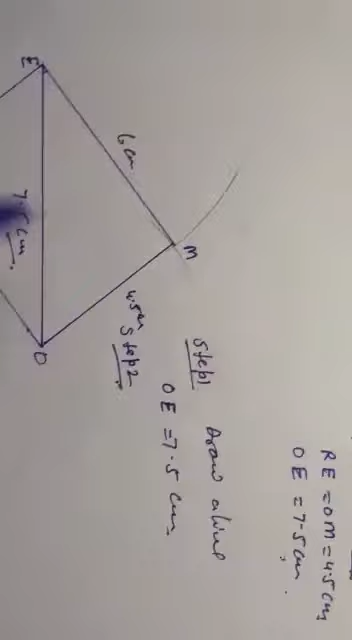 RE = OM = 4.5 cm
OE = 7.5 cm.
Step1 Draw a line
OE = 7.5 cm.
Step2
E
6 cm
M
4.5 cm
7.5 cm.
O